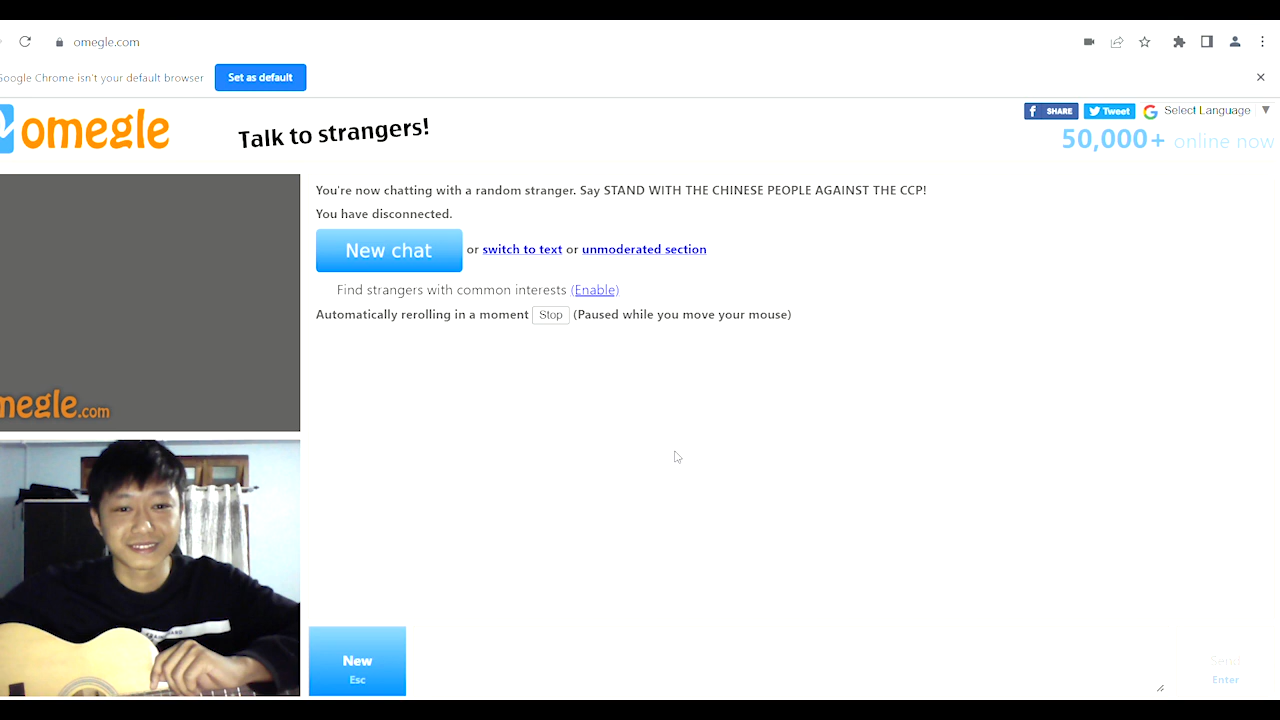 omegle.com
Google Chrome isn't your default browser
Set as default
omegle
Talk to strangers!
SHARE
Tweet
Select Language
50,000+ online now
You're now chatting with a random stranger. Say STAND WITH THE CHINESE PEOPLE AGAINST THE CCP!
You have disconnected.
New chat or switch to text or unmoderated section
Find strangers with common interests (Enable)
Automatically rerolling in a moment Stop (Paused while you move your mouse)
megle.com
New
Esc
Send
Enter